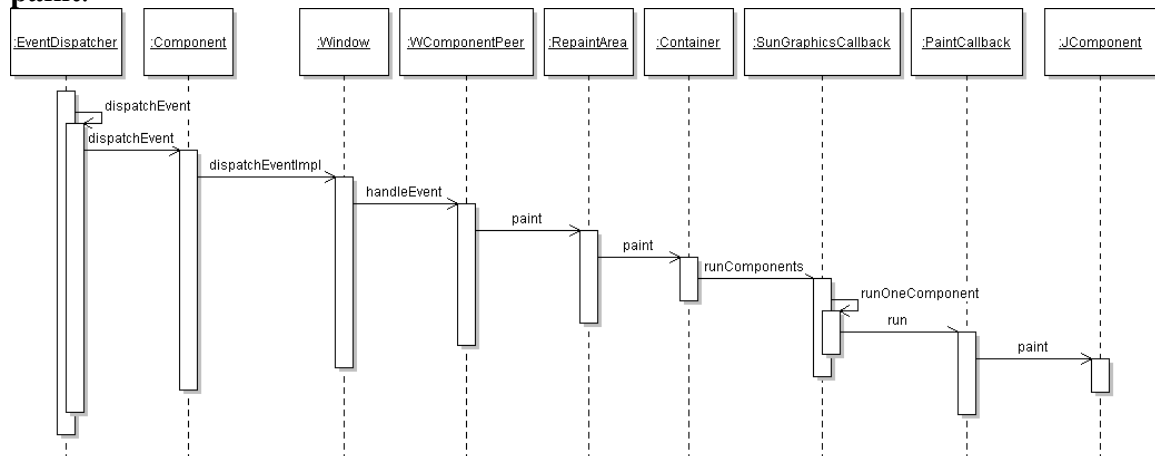 paint.
:EventDispatcher :Component :Window :WComponentPeer :RepaintArea :Container :SunGraphicsCallback :PaintCallback :JComponent
dispatchEvent
dispatchEvent
dispatchEventImpl
handleEvent
paint
paint
runComponents
runOneComponent
run
paint